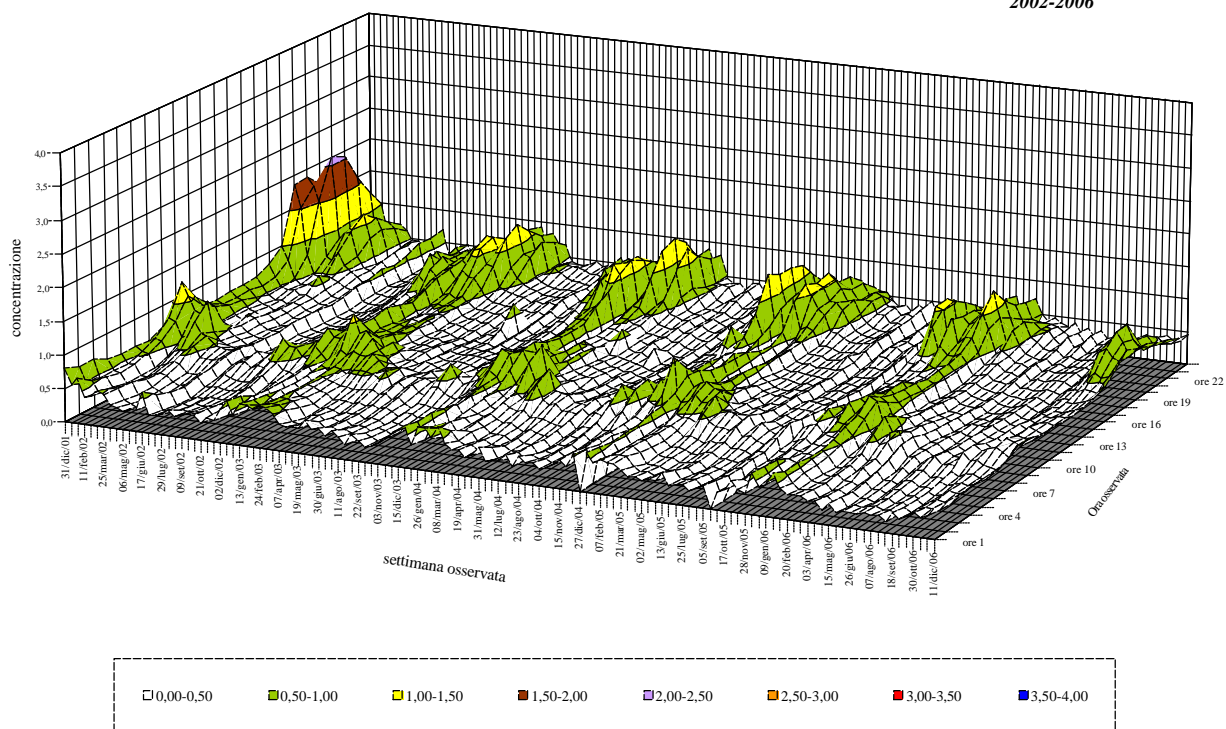 2002-2006
concentrazione
4,0
3,5
3,0
2,5
2,0
1,5
1,0
0,5
0,0
31/dic/01
11/feb/02
25/mar/02
06/mag/02
17/giu/02
29/lug/02
09/set/02
21/ott/02
02/dic/02
13/gen/03
24/feb/03
07/apr/03
19/mag/03
30/giu/03
11/ago/03
22/set/03
03/nov/03
15/dic/03
26/gen/04
08/mar/04
19/apr/04
31/mag/04
12/lug/04
23/ago/04
04/ott/04
15/nov/04
27/dic/04
07/feb/05
21/mar/05
02/mag/05
13/giu/05
25/lug/05
05/set/05
17/ott/05
28/nov/05
09/gen/06
20/feb/06
03/apr/06
15/mag/06
26/giu/06
07/ago/06
18/set/06
30/ott/06
11/dic/06
settimana osservata
ore 1
ore 4
ore 7
ore 10
ore 13
ore 16
ore 19
ore 22
Ora osservata
0,00-0,50
0,50-1,00
1,00-1,50
1,50-2,00
2,00-2,50
2,50-3,00
3,00-3,50
3,50-4,00